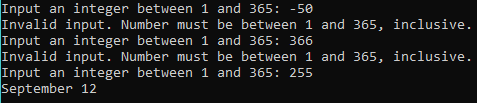 Input an integer between 1 and 365: -50
Invalid input. Number must be between 1 and 365, inclusive.
Input an integer between 1 and 365: 366
Invalid input. Number must be between 1 and 365, inclusive.
Input an integer between 1 and 365: 255
September 12